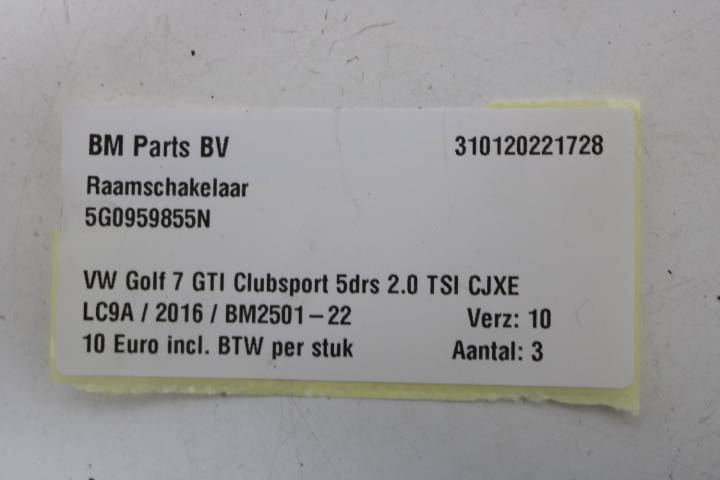 BM Parts BV 310120221728
Raamschakelaar
5G0959855N
VW Golf 7 GTI Clubsport 5drs 2.0 TSI CJXE
LC9A / 2016 / BM2501-22 Verz: 10
10 Euro incl. BTW per stuk Aantal: 3